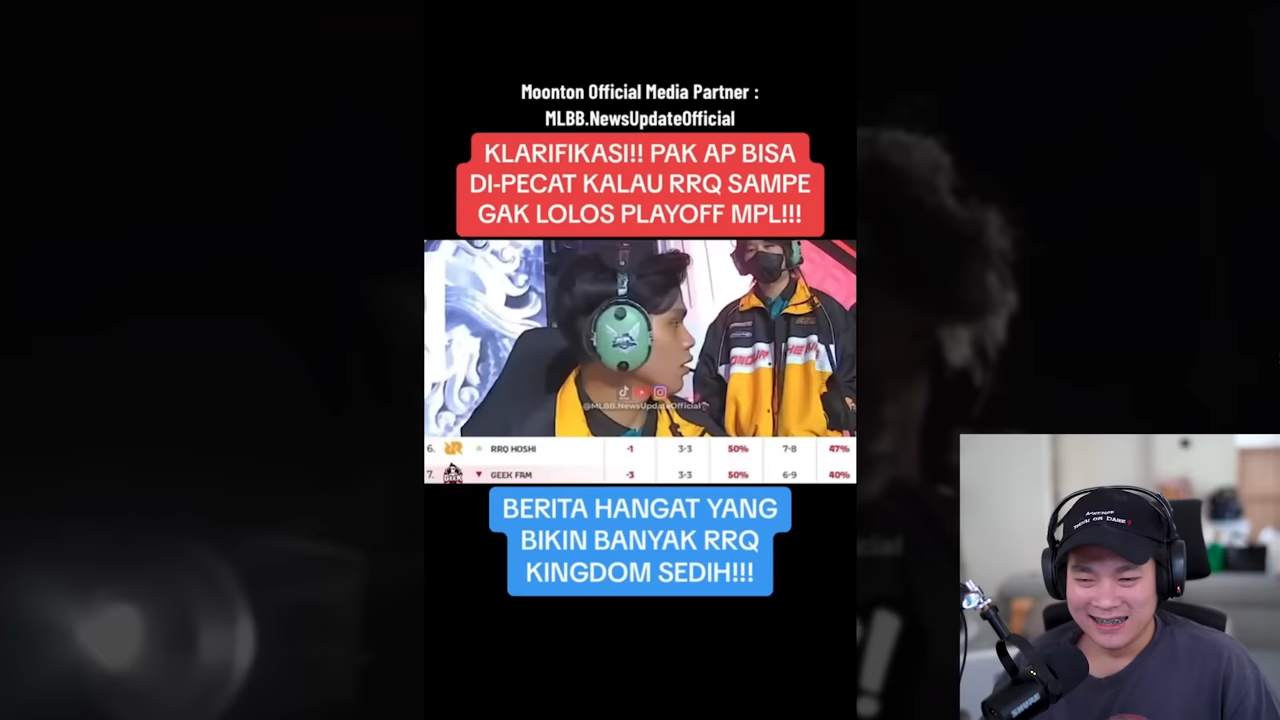 Moonton Official Media Partner :
MLBB.NewsUpdateOfficial
KLARIFIKASI!! PAK AP BISA
DI-PECAT KALAU RRQ SAMPE
GAK LOLOS PLAYOFF MPL!!!
@MLBB.NewsUpdateOfficial
6. RRQ HOSHI -1 3-3 50% 7-8 47%
7. GEEK FAM -3 3-3 50% 6-9 40%
BERITA HANGAT YANG
BIKIN BANYAK RRQ
KINGDOM SEDIH!!!
SHURE